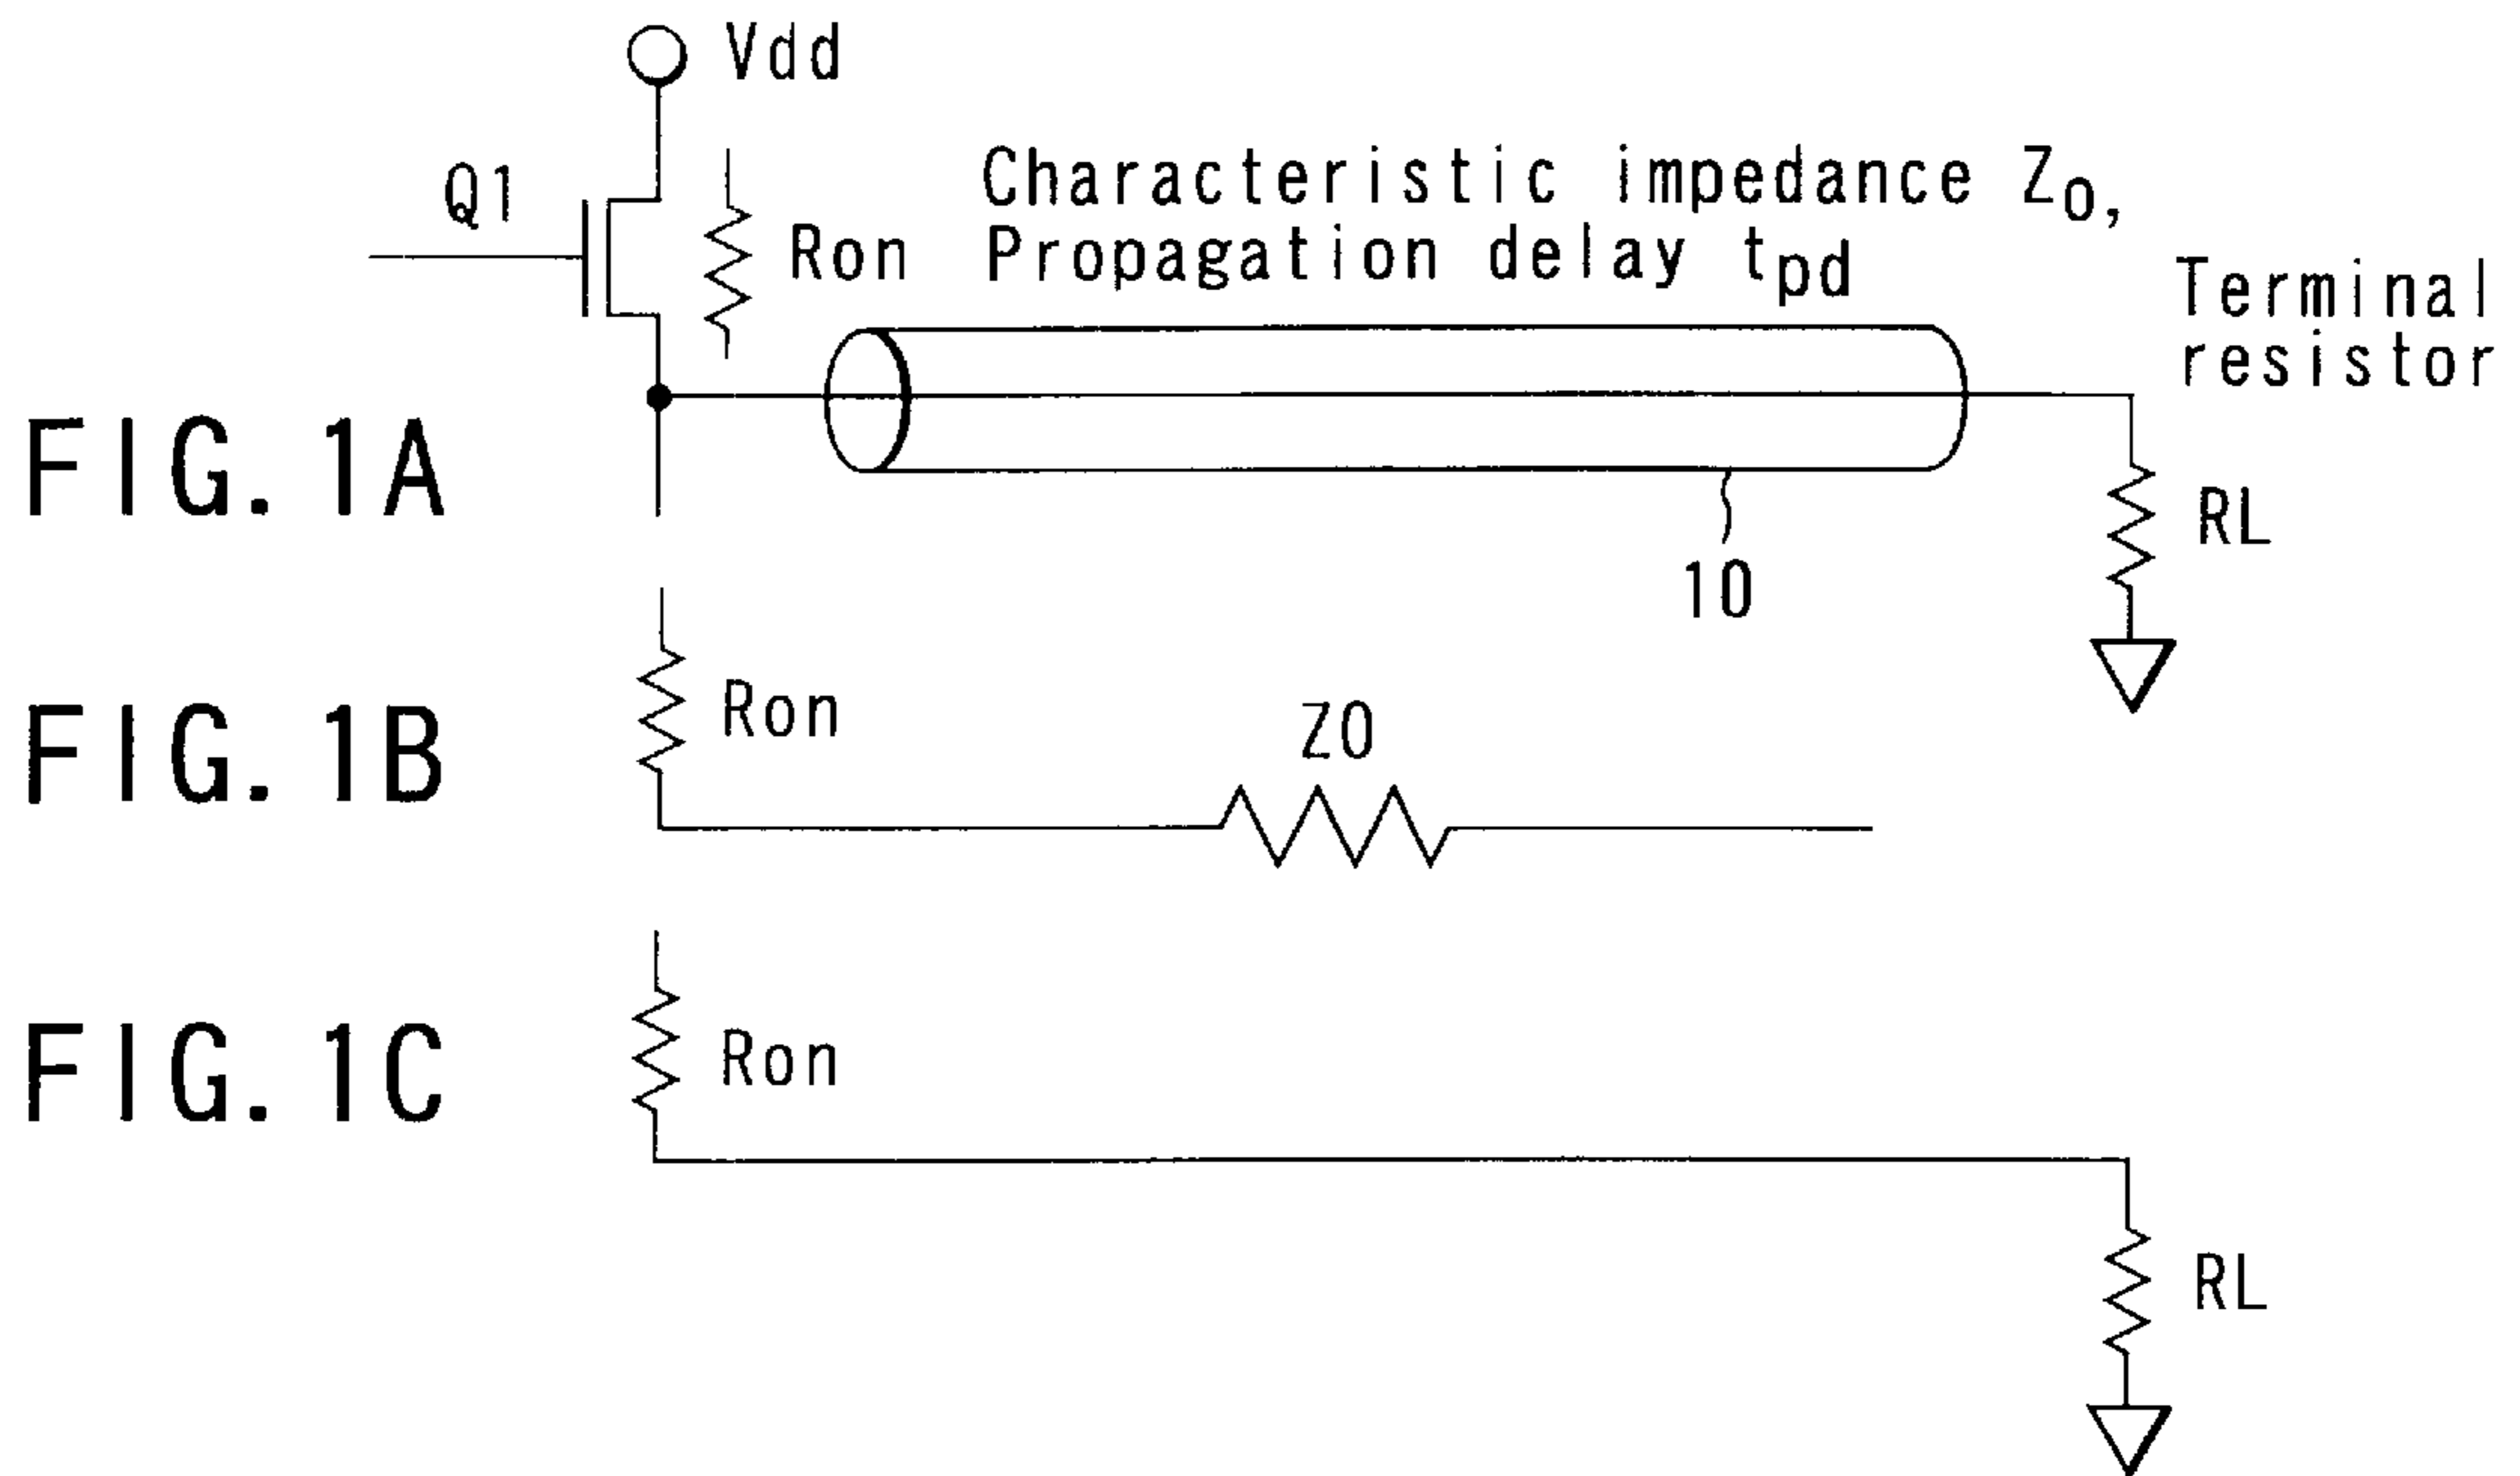 Vdd
Q1
Ron
Characteristic impedance Z0,
Propagation delay tpd
Terminal
resistor
FIG.1A
RL
10
FIG.1B
Ron
Z0
FIG.1C
Ron
RL